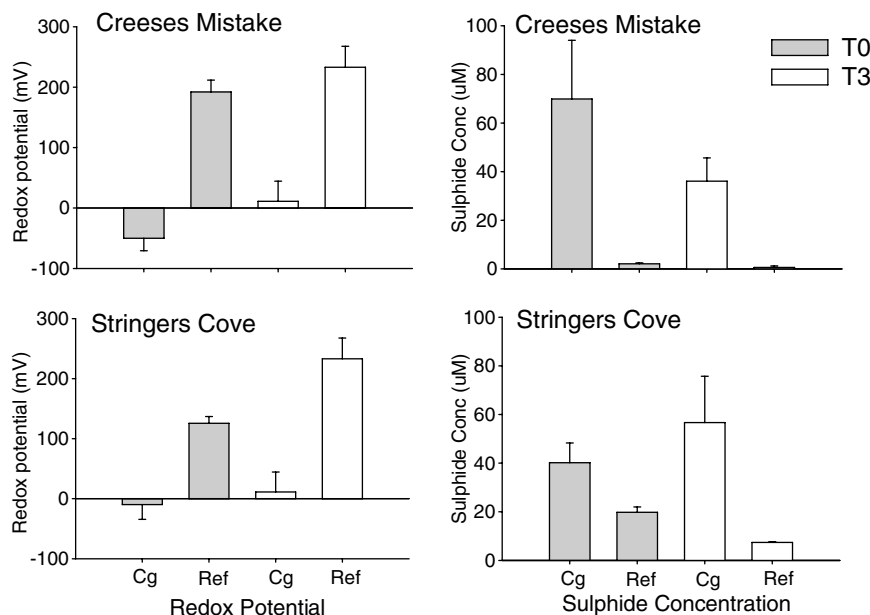 Creeses Mistake
Redox potential (mV)
300
200
100
0
-100
Creeses Mistake
Sulphide Conc (uM)
100
80
60
40
20
0
T0
T3
Stringers Cove
Redox potential (mV)
300
200
100
0
-100
Cg Ref Cg Ref
Redox Potential
Stringers Cove
Sulphide Conc (uM)
100
80
60
40
20
0
Cg Ref Cg Ref
Sulphide Concentration